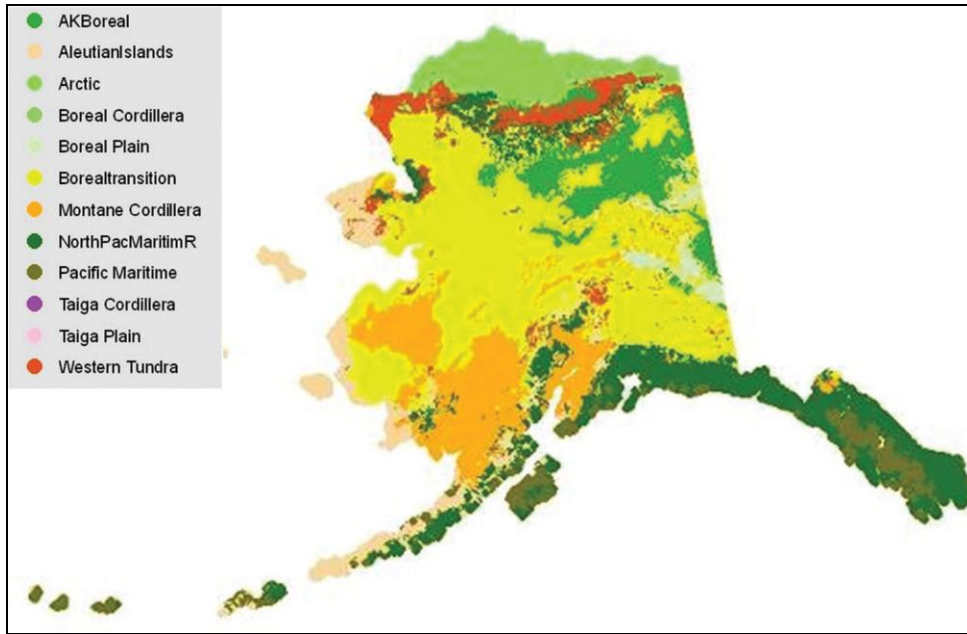 AKBoreal
AleutianIslands
Arctic
Boreal Cordillera
Boreal Plain
Borealtransition
Montane Cordillera
NorthPacMaritimR
Pacific Maritime
Taiga Cordillera
Taiga Plain
Western Tundra